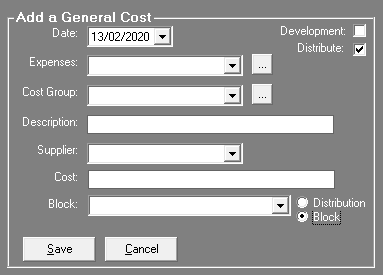 Add a General Cost
Date: 13/02/2020 Development:
Distribute:
Expenses: ...
Cost Group: ...
Description:
Supplier:
Cost:
Block: Distribution
Block
Save Cancel